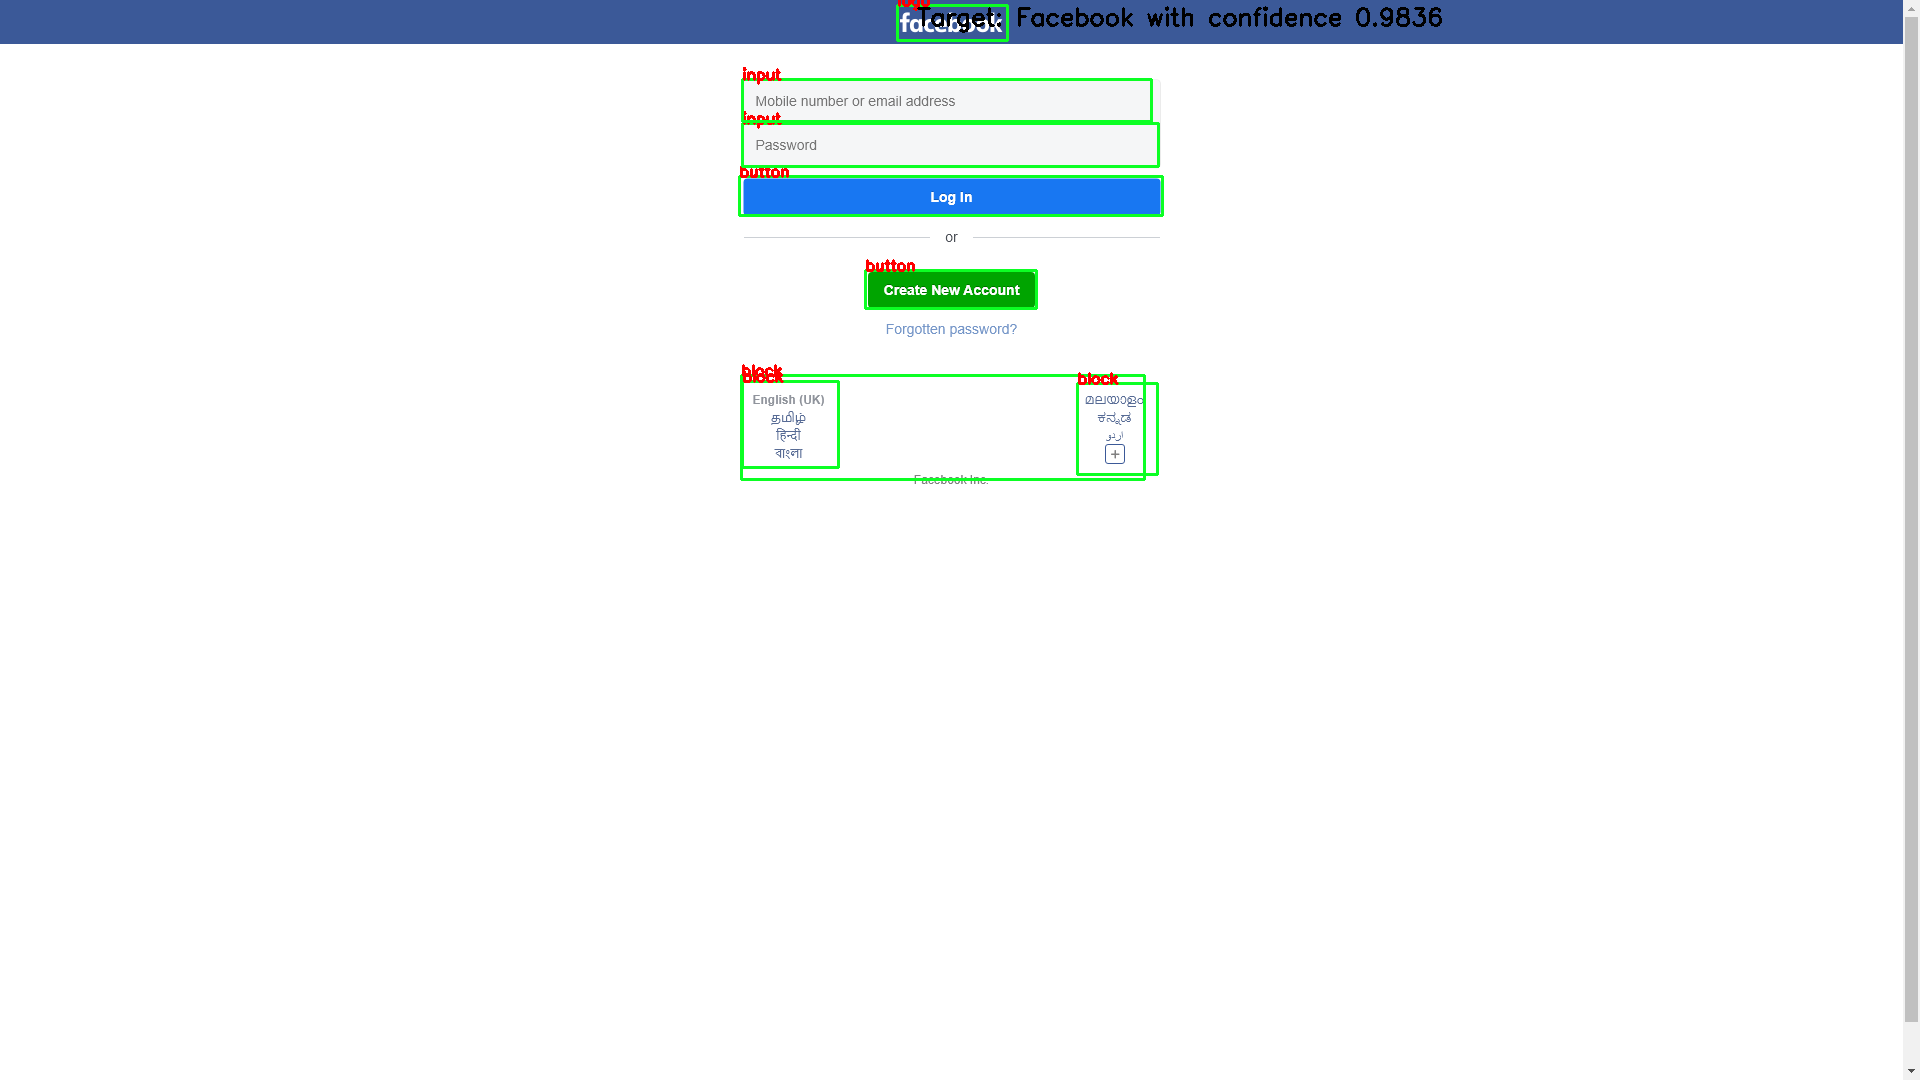 logo
facebook
Target: Facebook with confidence 0.9836
input
Mobile number or email address
input
Password
button
Log In
or
button
Create New Account
Forgotten password?
block
block
block
English (UK)
தமிழ்
हिन्दी
বাংলা
മലയാളം
ಕನ್ನಡ
اردو
+
Facebook Inc.